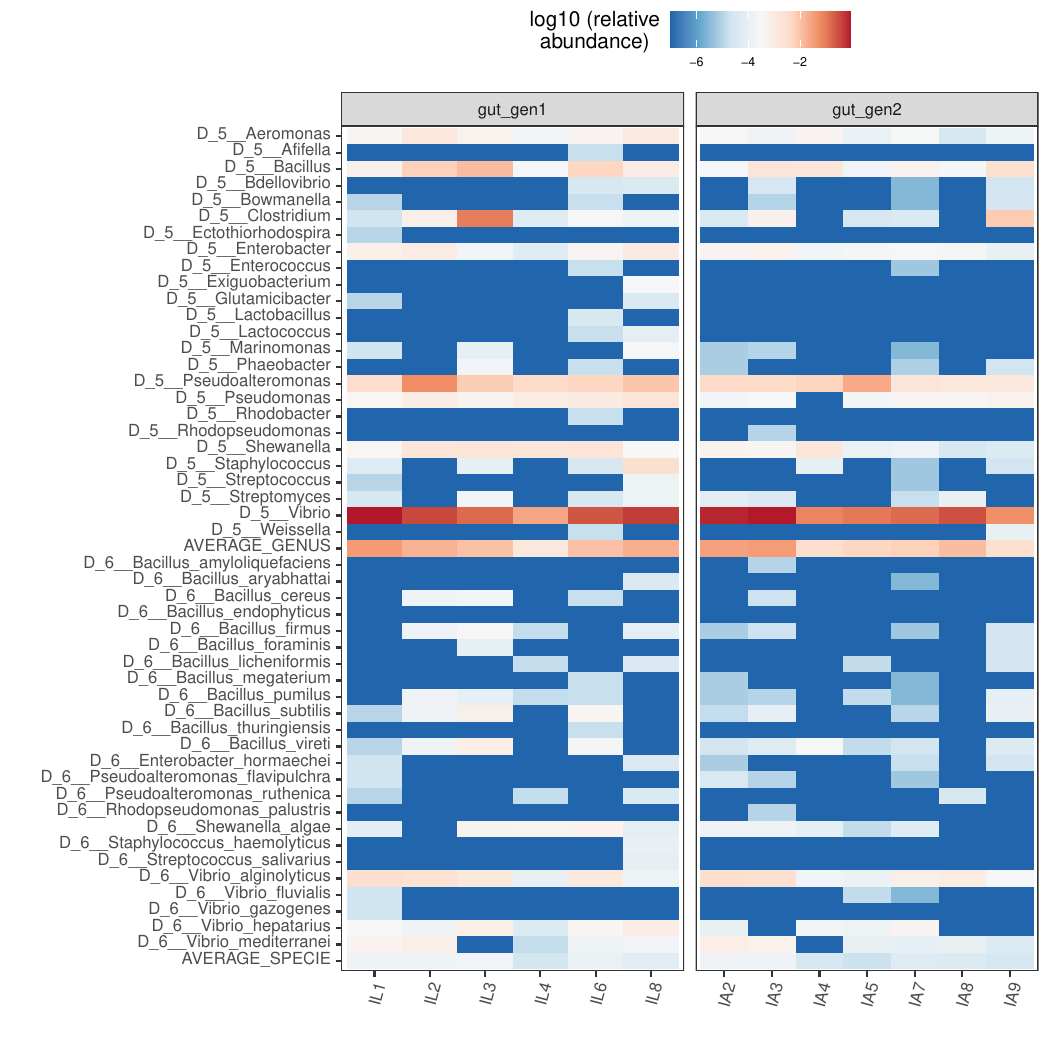 log10 (relative
abundance)
−6 −4 −2
gut_gen1 gut_gen2
D_5__Aeromonas
D_5__Afifella
D_5__Bacillus
D_5__Bdellovibrio
D_5__Bowmanella
D_5__Clostridium
D_5__Ectothiorhodospira
D_5__Enterobacter
D_5__Enterococcus
D_5__Exiguobacterium
D_5__Glutamicibacter
D_5__Lactobacillus
D_5__Lactococcus
D_5__Marinomonas
D_5__Phaeobacter
D_5__Pseudoalteromonas
D_5__Pseudomonas
D_5__Rhodobacter
D_5__Rhodopseudomonas
D_5__Shewanella
D_5__Staphylococcus
D_5__Streptococcus
D_5__Streptomyces
D_5__Vibrio
D_5__Weissella
AVERAGE_GENUS
D_6__Bacillus_amyloliquefaciens
D_6__Bacillus_aryabhattai
D_6__Bacillus_cereus
D_6__Bacillus_endophyticus
D_6__Bacillus_firmus
D_6__Bacillus_foraminis
D_6__Bacillus_licheniformis
D_6__Bacillus_megaterium
D_6__Bacillus_pumilus
D_6__Bacillus_subtilis
D_6__Bacillus_thuringiensis
D_6__Bacillus_vireti
D_6__Enterobacter_hormaechei
D_6__Pseudoalteromonas_flavipulchra
D_6__Pseudoalteromonas_ruthenica
D_6__Rhodopseudomonas_palustris
D_6__Shewanella_algae
D_6__Staphylococcus_haemolyticus
D_6__Streptococcus_salivarius
D_6__Vibrio_alginolyticus
D_6__Vibrio_fluvialis
D_6__Vibrio_gazogenes
D_6__Vibrio_hepatarius
D_6__Vibrio_mediterranei
AVERAGE_SPECIE
IL1 IL2 IL3 IL4 IL6 IL8 IA2 IA3 IA4 IA5 IA7 IA8 IA9